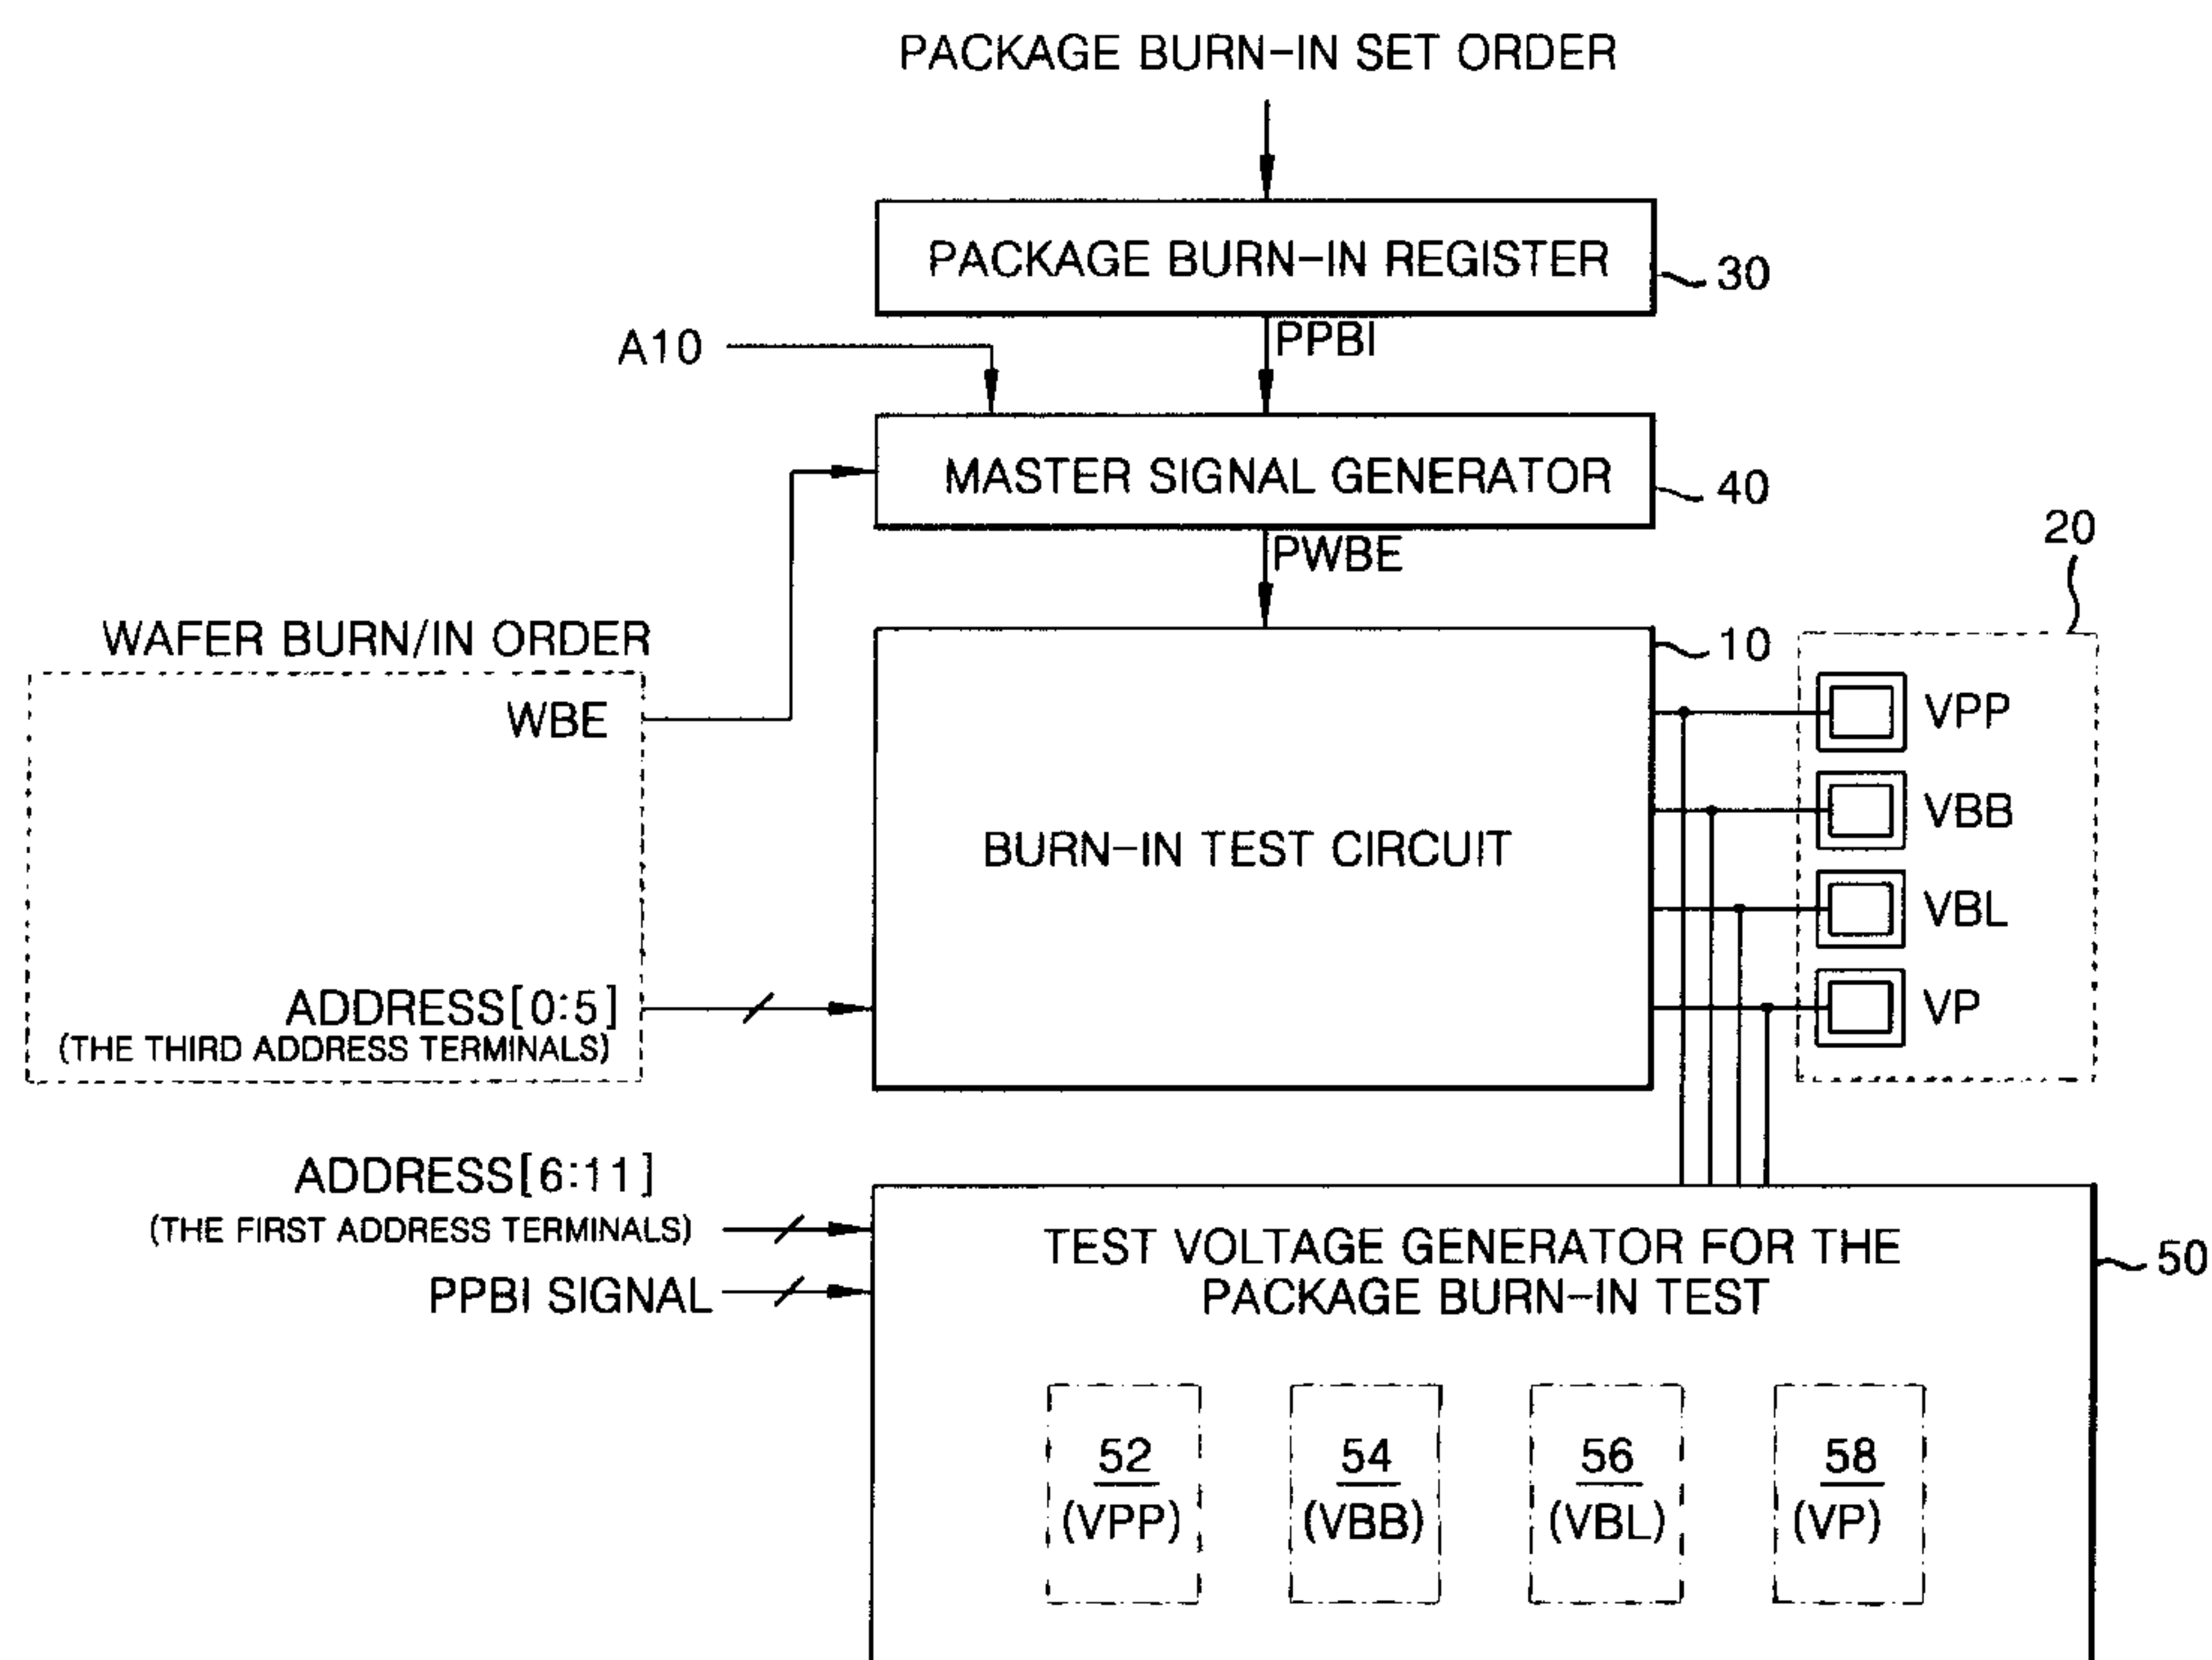 PACKAGE BURN-IN SET ORDER
PACKAGE BURN-IN REGISTER
30
PPBI
A10
MASTER SIGNAL GENERATOR
40
PWBE
20
WAFER BURN/IN ORDER
10
WBE
VPP
VBB
BURN-IN TEST CIRCUIT
VBL
ADDRESS[0:5]
VP
(THE THIRD ADDRESS TERMINALS)
ADDRESS[6:11]
(THE FIRST ADDRESS TERMINALS)
PPBI SIGNAL
TEST VOLTAGE GENERATOR FOR THE
PACKAGE BURN-IN TEST
50
52
(VPP)
54
(VBB)
56
(VBL)
58
(VP)